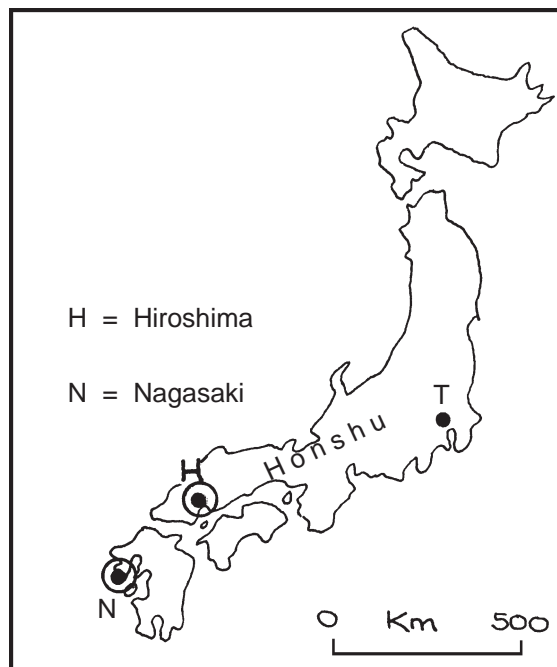 H = Hiroshima
N = Nagasaki
T
Honshu
H
N
0 Km 500